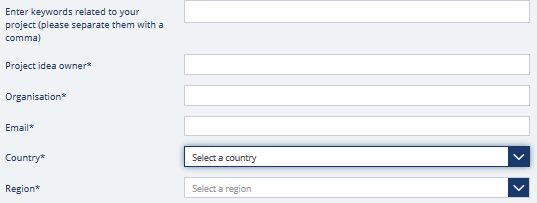 Enter keywords related to your
project (please separate them with a
comma)
Project idea owner*
Organisation*
Email*
Country*
Select a country
Region*
Select a region